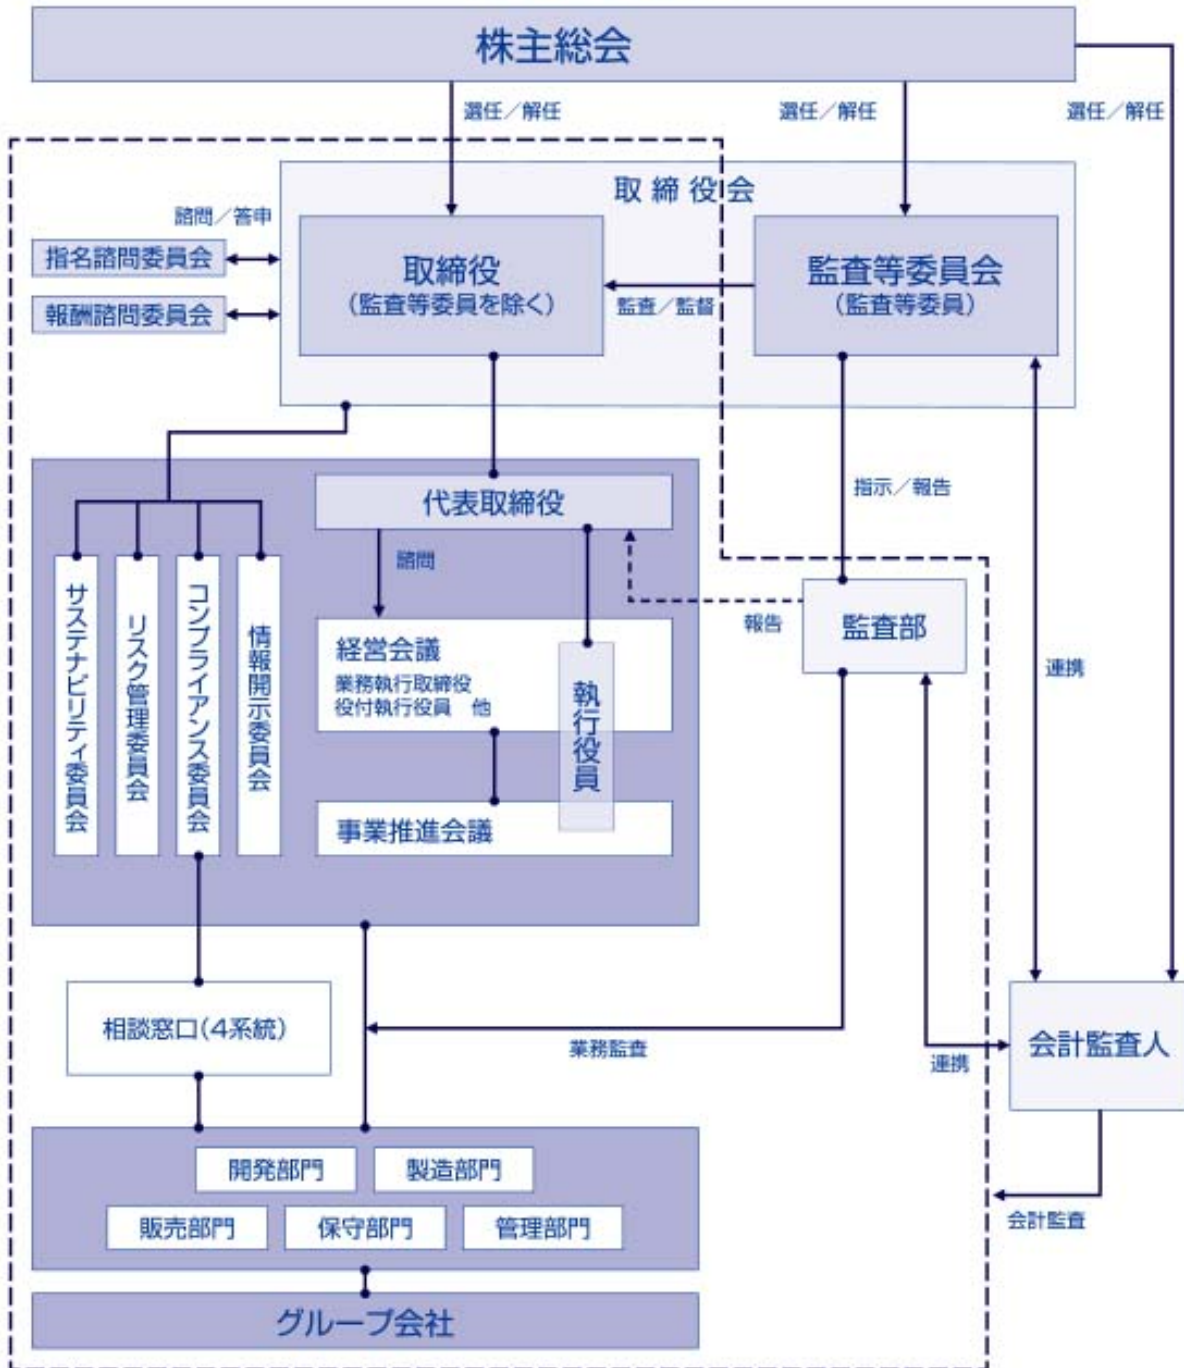 株主総会
選任／解任
選任／解任
選任／解任
取締役会
諮問／答申
指名諮問委員会
報酬諮問委員会
取締役
（監査等委員を除く）
監査／監督
監査等委員会
（監査等委員）
代表取締役
指示／報告
諮問
報告
監査部
連携
サステナビリティ委員会
リスク管理委員会
コンプライアンス委員会
情報開示委員会
経営会議
業務執行取締役
役付執行役員　他
執行役員
事業推進会議
相談窓口（4系統）
業務監査
連携
会計監査人
会計監査
開発部門
製造部門
販売部門
保守部門
管理部門
グループ会社